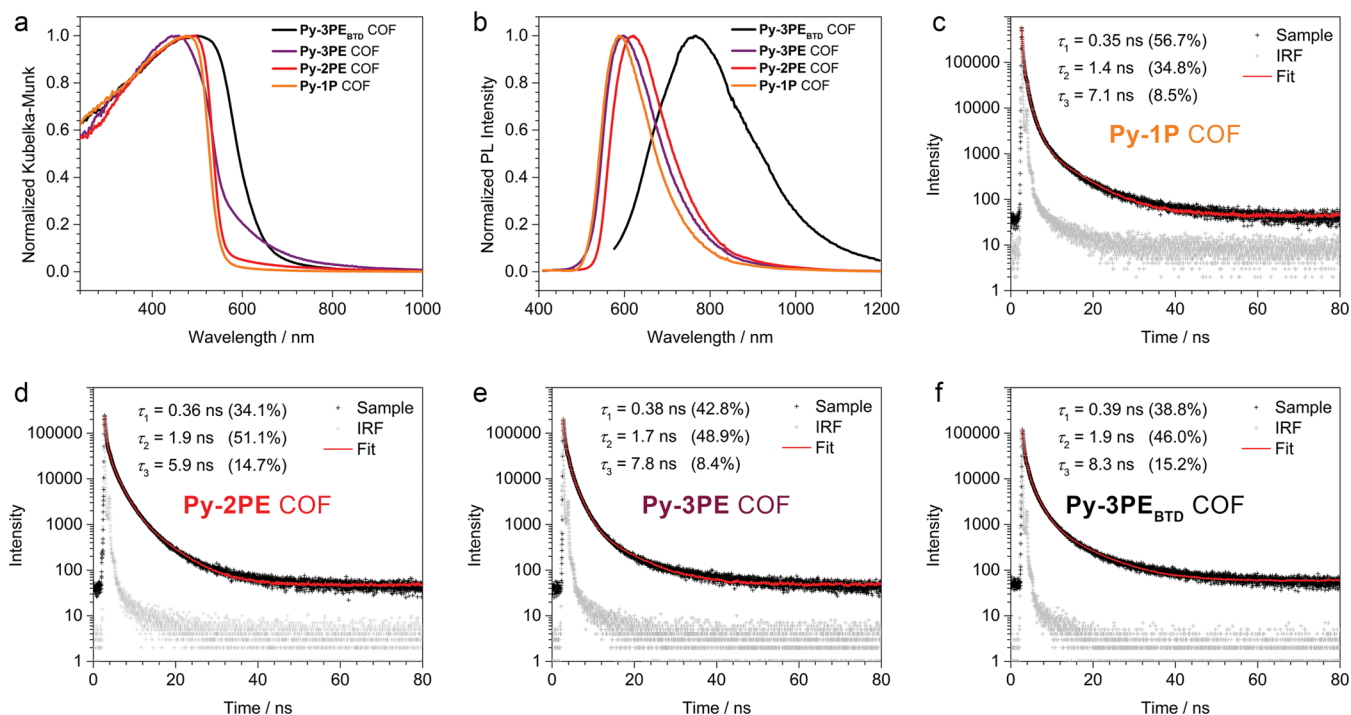 a
Py-3PE_BTD COF
Py-3PE COF
Py-2PE COF
Py-1P COF
1.0
0.8
0.6
0.4
0.2
0.0
Normalized Kubelka-Munk
400 600 800 1000
Wavelength / nm
b
Py-3PE_BTD COF
Py-3PE COF
Py-2PE COF
Py-1P COF
1.0
0.8
0.6
0.4
0.2
0.0
Normalized PL Intensity
400 600 800 1000 1200
Wavelength / nm
c
τ1 = 0.35 ns (56.7%)
τ2 = 1.4 ns (34.8%)
τ3 = 7.1 ns (8.5%)
Sample
IRF
Fit
Py-1P COF
100000
10000
1000
100
10
1
Intensity
0 20 40 60 80
Time / ns
d
τ1 = 0.36 ns (34.1%)
τ2 = 1.9 ns (51.1%)
τ3 = 5.9 ns (14.7%)
Sample
IRF
Fit
Py-2PE COF
100000
10000
1000
100
10
1
Intensity
0 20 40 60 80
Time / ns
e
τ1 = 0.38 ns (42.8%)
τ2 = 1.7 ns (48.9%)
τ3 = 7.8 ns (8.4%)
Sample
IRF
Fit
Py-3PE COF
100000
10000
1000
100
10
1
Intensity
0 20 40 60 80
Time / ns
f
τ1 = 0.39 ns (38.8%)
τ2 = 1.9 ns (46.0%)
τ3 = 8.3 ns (15.2%)
Sample
IRF
Fit
Py-3PE_BTD COF
100000
10000
1000
100
10
1
Intensity
0 20 40 60 80
Time / ns